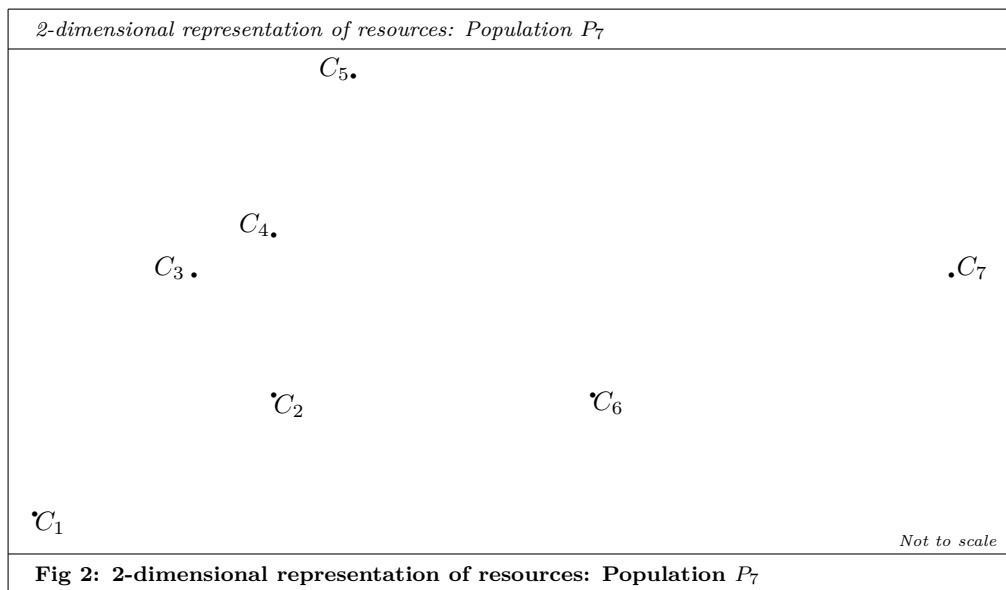 2-dimensional representation of resources: Population P₇
C₅
C₄
C₃
C₇
C₂
C₆
C₁
Not to scale
Fig 2: 2-dimensional representation of resources: Population P₇